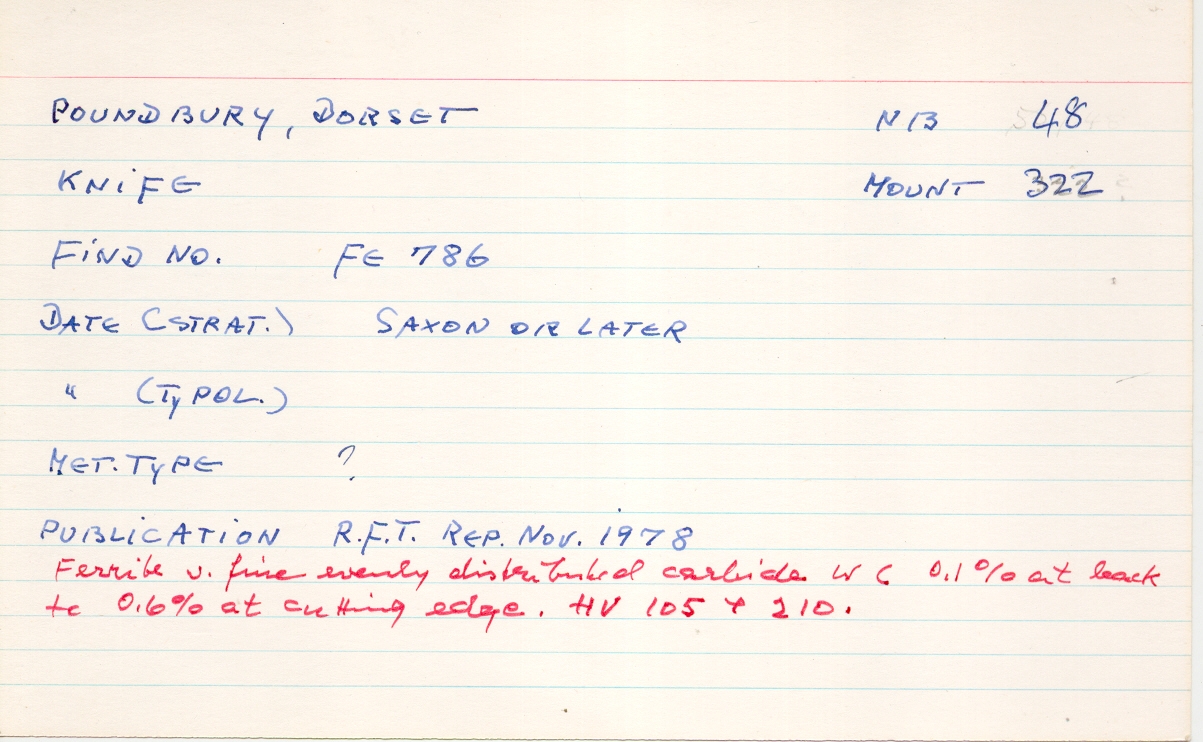 POUNDBURY, DORSET NB 48
KNIFE MOUNT 322
FIND NO. FE 786
DATE (STRAT.) SAXON OR LATER
" (TYPOL.)
MET. TYPE ?
PUBLICATION R.F.T. REP. NOV. 1978
Ferrite v. fine evenly distributed carbide C 0.1% at back
to 0.6% at cutting edge. HV 105 + 210.